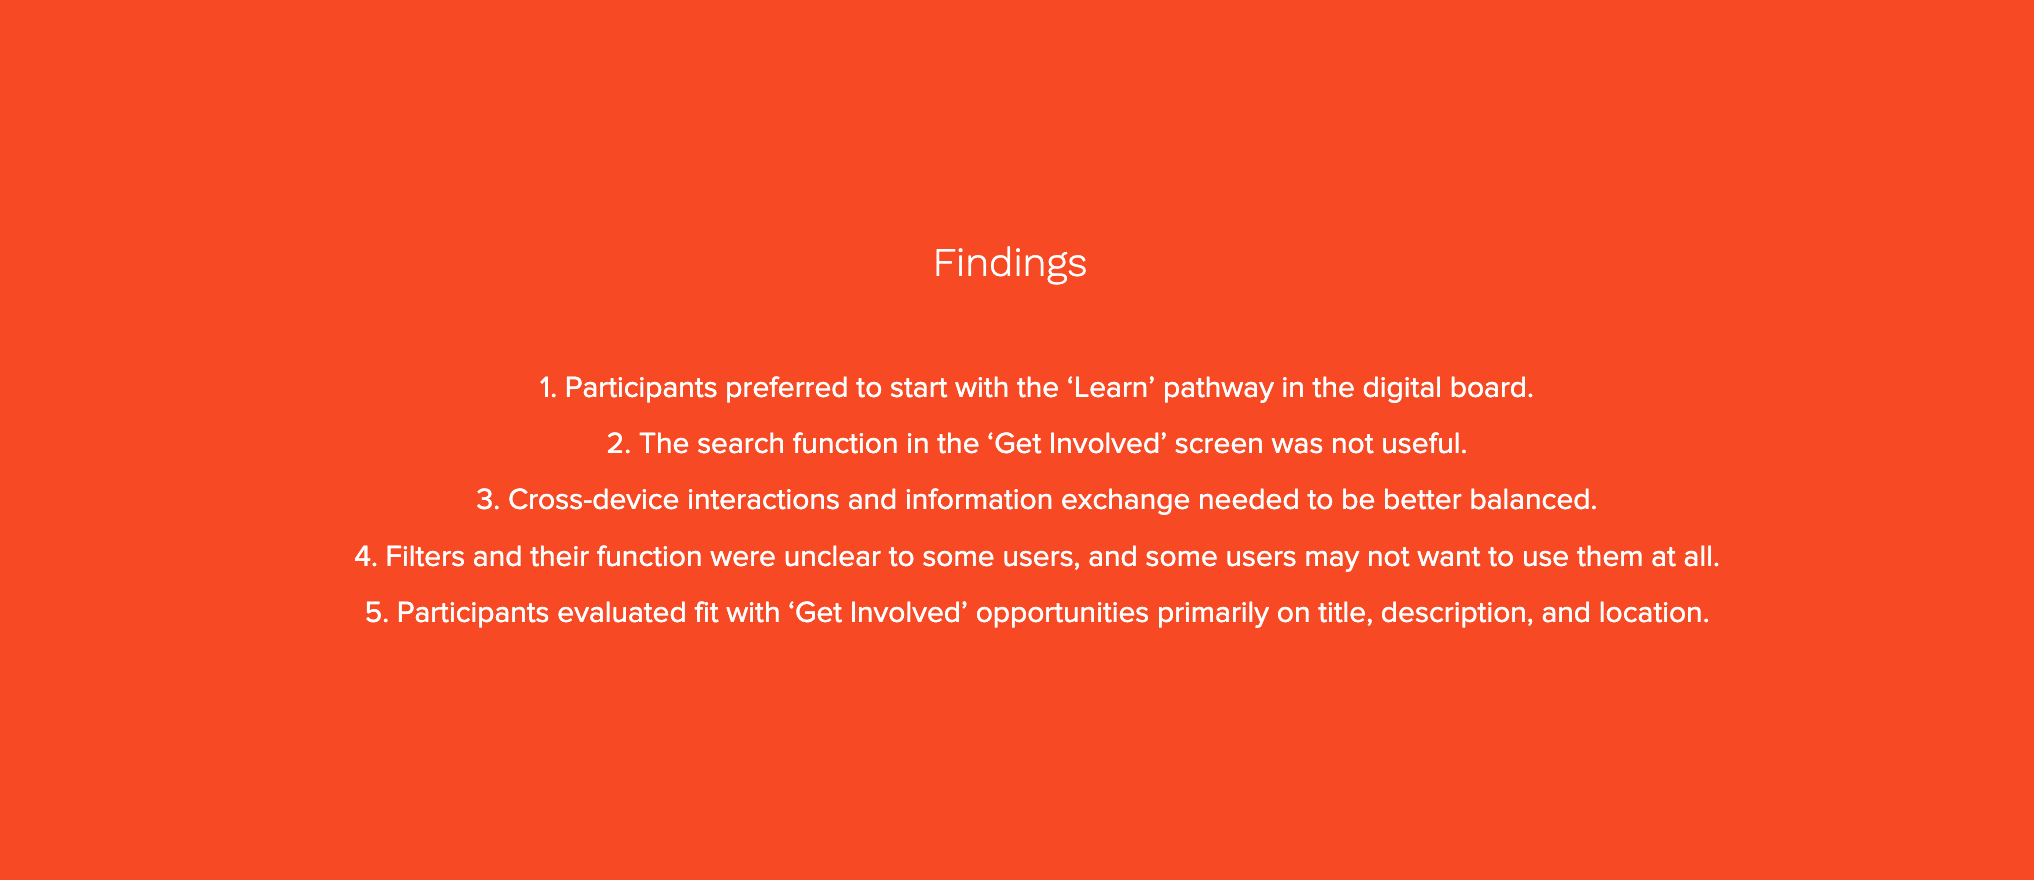 Findings
1. Participants preferred to start with the ‘Learn’ pathway in the digital board.
2. The search function in the ‘Get Involved’ screen was not useful.
3. Cross-device interactions and information exchange needed to be better balanced.
4. Filters and their function were unclear to some users, and some users may not want to use them at all.
5. Participants evaluated fit with ‘Get Involved’ opportunities primarily on title, description, and location.